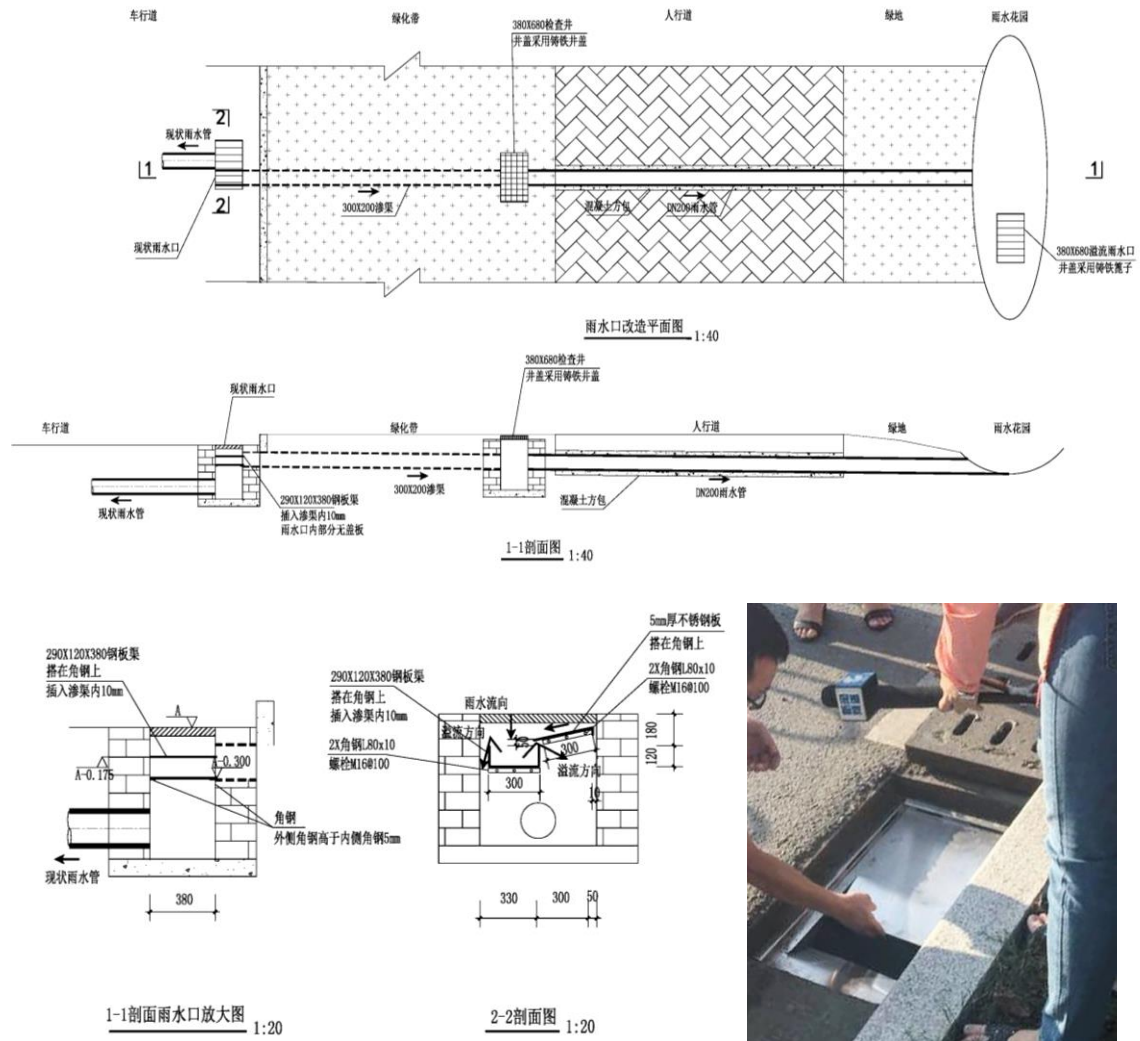 车行道
绿化带
380X680检查井
井盖采用铸铁井盖
人行道
绿地
雨水花园
2
现状雨水管
1
1
2
300X200渗渠
混凝土方包
DN200雨水管
现状雨水口
380X680溢流雨水口
井盖采用铸铁篦子
雨水口改造平面图
1:40
380X680检查井
井盖采用铸铁井盖
现状雨水口
车行道
绿化带
人行道
绿地
雨水花园
290X120X380钢板渠
插入渗渠内10mm
雨水口内部分无盖板
现状雨水管
300X200渗渠
混凝土方包
DN200雨水管
1-1剖面图
1:40
290X120X380钢板渠
搭在角钢上
插入渗渠内10mm
A
A-0.175
A-0.300
角钢
外侧角钢高于内侧角钢5mm
现状雨水管
380
1-1剖面雨水口放大图
1:20
5mm厚不锈钢板
搭在角钢上
2X角钢L80x10
螺栓M16@100
290X120X380钢板渠
搭在角钢上
插入渗渠内10mm
2X角钢L80x10
螺栓M16@100
雨水流向
溢流方向
50
300
溢流方向
300
10
180
120
330
300
50
2-2剖面图
1:20